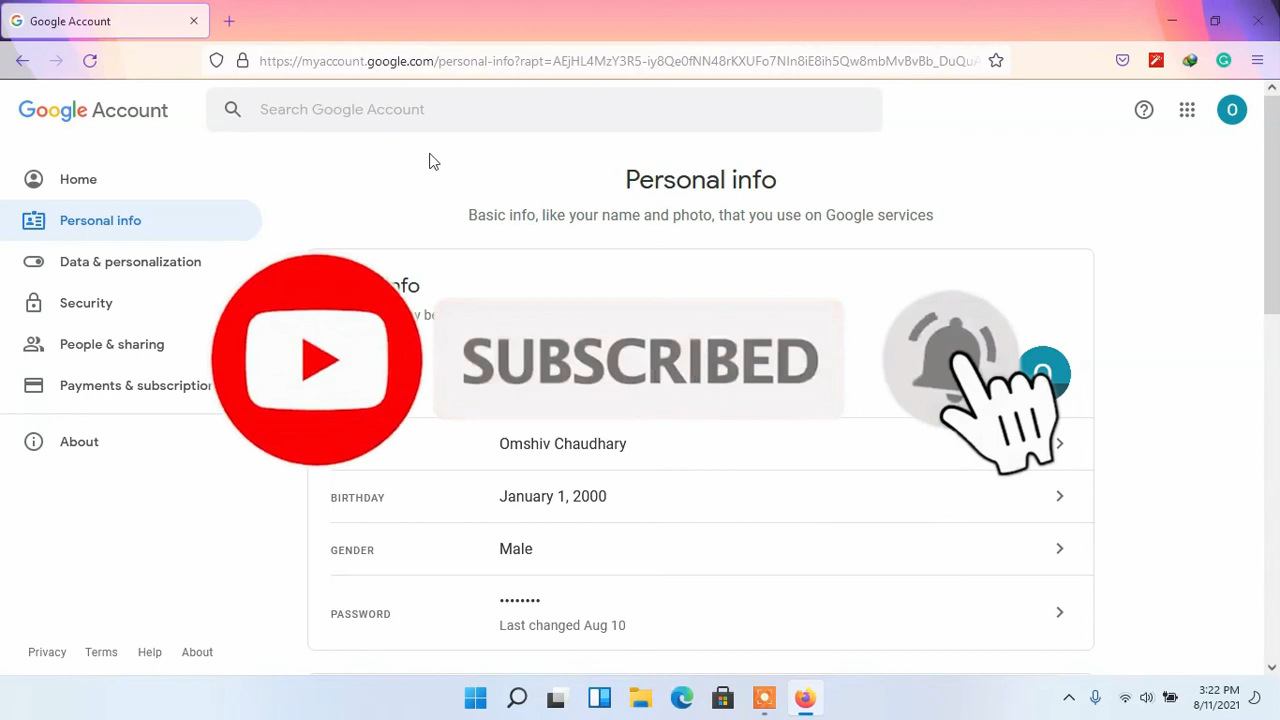 Google Account
https://myaccount.google.com/personal-info?rapt=AEjHL4MzY3R5-iy8Qe0fNN48rKXUFo7NIn8iE8ih5Qw8mbMvBvBb_DuQuA
Google Account
Search Google Account
O
Home
Personal info
Data & personalization
Security
People & sharing
Payments & subscription
About
Personal info
Basic info, like your name and photo, that you use on Google services
nfo
y be
SUBSCRIBED
Omshiv Chaudhary
BIRTHDAY
January 1, 2000
GENDER
Male
PASSWORD
••••••••
Last changed Aug 10
Privacy
Terms
Help
About
3:22 PM
8/11/2021